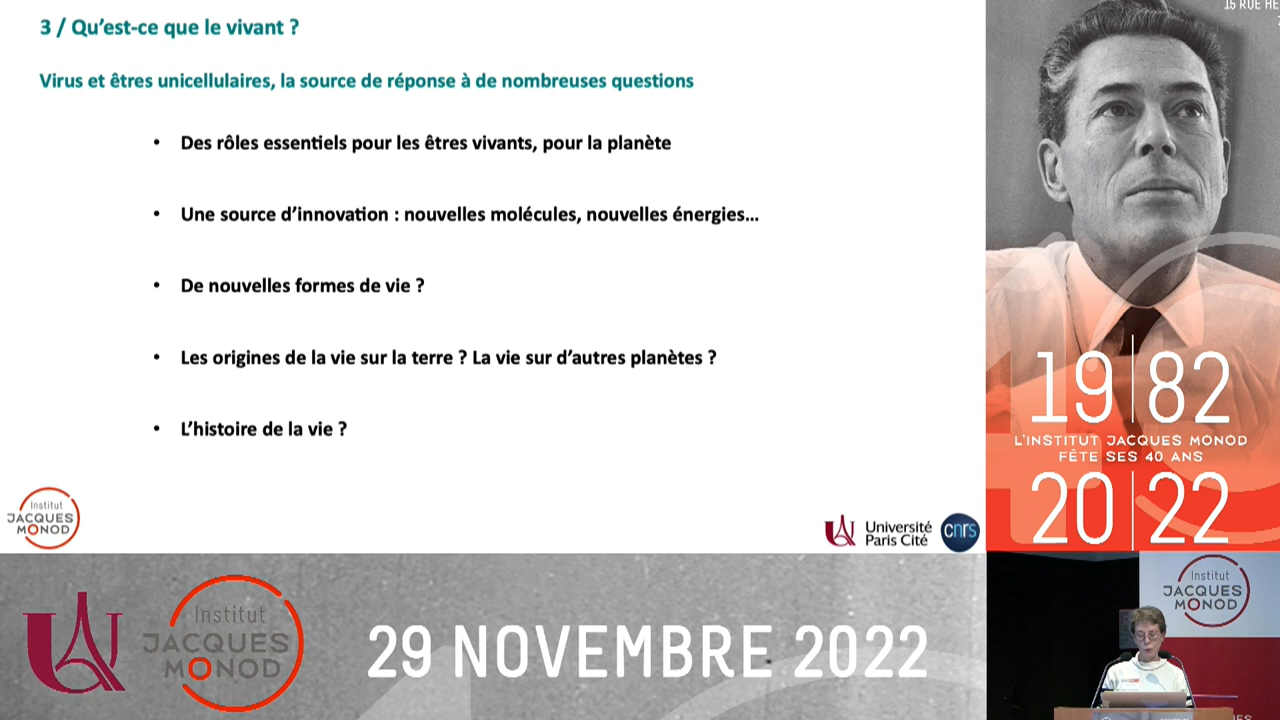 3 / Qu'est-ce que le vivant ?
Virus et êtres unicellulaires, la source de réponse à de nombreuses questions
• Des rôles essentiels pour les êtres vivants, pour la planète
• Une source d'innovation : nouvelles molécules, nouvelles énergies...
• De nouvelles formes de vie ?
• Les origines de la vie sur la terre ? La vie sur d'autres planètes ?
• L'histoire de la vie ?
Institut
JACQUES
MONOD
Université
Paris Cité
cnrs
15 RUE HE
19|82
L'INSTITUT JACQUES MONOD
FÊTE SES 40 ANS
20|22
Institut
JACQUES
MONOD
29 NOVEMBRE 2022
Institut
JACQUES
MONOD